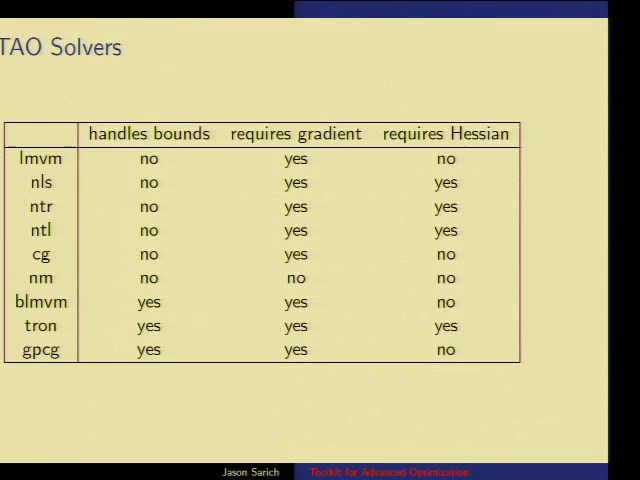 TAO Solvers
handles bounds requires gradient requires Hessian
lmvm no yes no
nls no yes yes
ntr no yes yes
ntl no yes yes
cg no yes no
nm no no no
blmvm yes yes no
tron yes yes yes
gpcg yes yes no
Jason Sarich Toolkit for Advanced Optimization